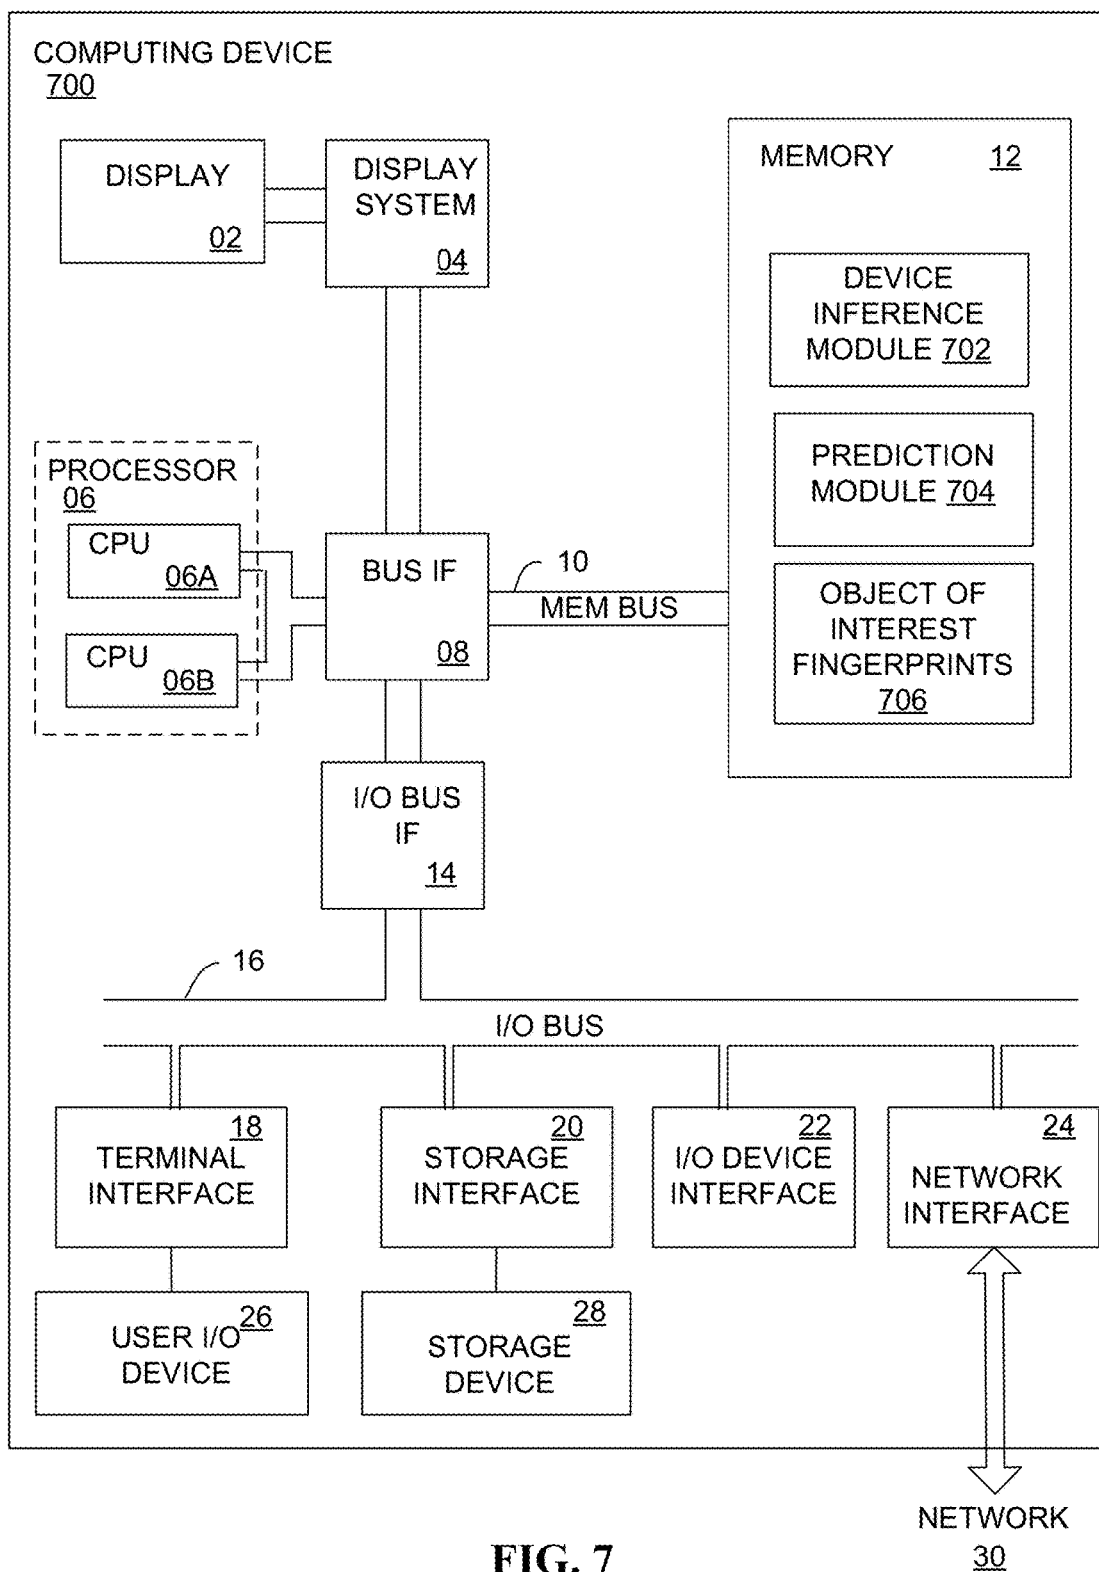 COMPUTING DEVICE
700
DISPLAY
02
DISPLAY
SYSTEM
04
MEMORY 12
DEVICE
INFERENCE
MODULE 702
PREDICTION
MODULE 704
OBJECT OF
INTEREST
FINGERPRINTS
706
PROCESSOR
06
CPU
06A
CPU
06B
BUS IF
08
10
MEM BUS
I/O BUS
IF
14
16
I/O BUS
18
TERMINAL
INTERFACE
20
STORAGE
INTERFACE
22
I/O DEVICE
INTERFACE
24
NETWORK
INTERFACE
26
USER I/O
DEVICE
28
STORAGE
DEVICE
NETWORK
30
FIG. 7